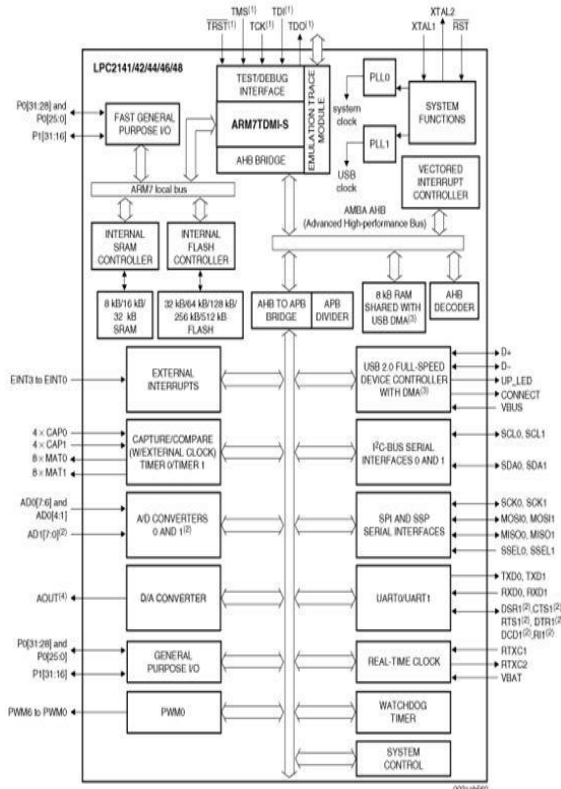 TMS(1) TDI(1)
TRST(1) TCK(1) TDO(1)
XTAL2
XTAL1 RST
LPC2141/42/44/46/48
P0[31:28] and
P0[25:0]
P1[31:16]
FAST GENERAL
PURPOSE I/O
TEST/DEBUG
INTERFACE
ARM7TDMI-S
AHB BRIDGE
EMULATION TRACE
MODULE
PLL0
system
clock
PLL1
USB
clock
SYSTEM
FUNCTIONS
VECTORED
INTERRUPT
CONTROLLER
ARM7 local bus
AMBA AHB
(Advanced High-performance Bus)
INTERNAL
SRAM
CONTROLLER
INTERNAL
FLASH
CONTROLLER
8 kB/16 kB/
32 kB
SRAM
32 kB/64 kB/128 kB/
256 kB/512 kB
FLASH
AHB TO APB
BRIDGE
APB
DIVIDER
8 kB RAM
SHARED WITH
USB DMA(3)
AHB
DECODER
EINT3 to EINT0
EXTERNAL
INTERRUPTS
USB 2.0 FULL-SPEED
DEVICE CONTROLLER
WITH DMA(3)
D+
D−
UP_LED
CONNECT
VBUS
4 × CAP0
4 × CAP1
8 × MAT0
8 × MAT1
CAPTURE/COMPARE
(W/EXTERNAL CLOCK)
TIMER 0/TIMER 1
I2C-BUS SERIAL
INTERFACES 0 AND 1
SCL0, SCL1
SDA0, SDA1
AD0[7:6] and
AD0[4:1]
AD1[7:0](2)
A/D CONVERTERS
0 AND 1(2)
SPI AND SSP
SERIAL INTERFACES
SCK0, SCK1
MOSI0, MOSI1
MISO0, MISO1
SSEL0, SSEL1
AOUT(4)
D/A CONVERTER
UART0/UART1
TXD0, TXD1
RXD0, RXD1
DSR1(2),CTS1(2)
RTS1(2), DTR1(2)
DCD1(2),RI1(2)
P0[31:28] and
P0[25:0]
P1[31:16]
GENERAL
PURPOSE I/O
REAL-TIME CLOCK
RTXC1
RTXC2
VBAT
PWM6 to PWM0
PWM0
WATCHDOG
TIMER
SYSTEM
CONTROL